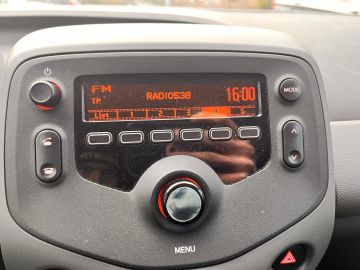 FM
RADIO538
16:00
MODE
TP
List 1 2 3 4 5
MENU